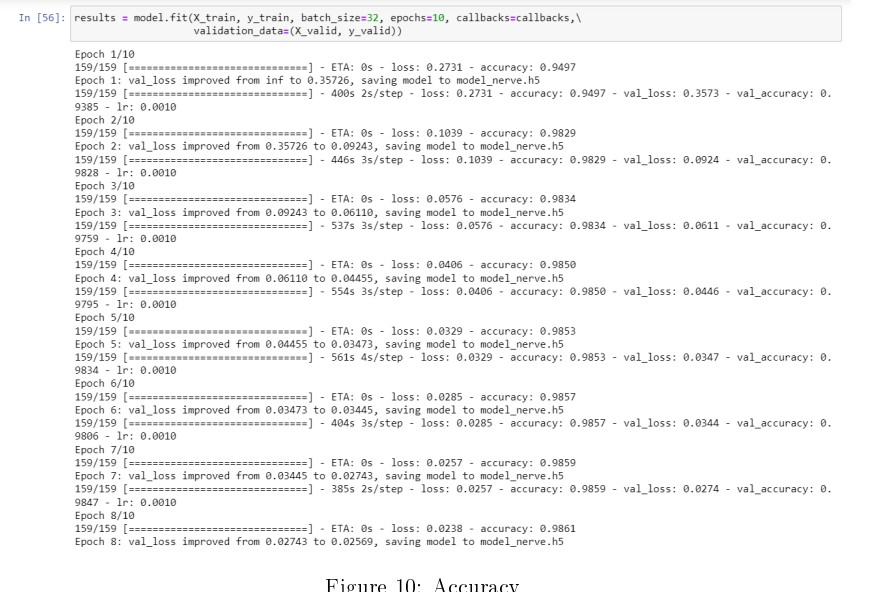 In [56]: results = model.fit(X_train, y_train, batch_size=32, epochs=10, callbacks=callbacks,\
validation_data=(X_valid, y_valid))
Epoch 1/10
159/159 [==============================] - ETA: 0s - loss: 0.2731 - accuracy: 0.9497
Epoch 1: val_loss improved from inf to 0.35726, saving model to model_nerve.h5
159/159 [==============================] - 400s 2s/step - loss: 0.2731 - accuracy: 0.9497 - val_loss: 0.3573 - val_accuracy: 0.
9385 - lr: 0.0010
Epoch 2/10
159/159 [==============================] - ETA: 0s - loss: 0.1039 - accuracy: 0.9829
Epoch 2: val_loss improved from 0.35726 to 0.09243, saving model to model_nerve.h5
159/159 [==============================] - 446s 3s/step - loss: 0.1039 - accuracy: 0.9829 - val_loss: 0.0924 - val_accuracy: 0.
9828 - lr: 0.0010
Epoch 3/10
159/159 [==============================] - ETA: 0s - loss: 0.0576 - accuracy: 0.9834
Epoch 3: val_loss improved from 0.09243 to 0.06110, saving model to model_nerve.h5
159/159 [==============================] - 537s 3s/step - loss: 0.0576 - accuracy: 0.9834 - val_loss: 0.0611 - val_accuracy: 0.
9759 - lr: 0.0010
Epoch 4/10
159/159 [==============================] - ETA: 0s - loss: 0.0406 - accuracy: 0.9850
Epoch 4: val_loss improved from 0.06110 to 0.04455, saving model to model_nerve.h5
159/159 [==============================] - 554s 3s/step - loss: 0.0406 - accuracy: 0.9850 - val_loss: 0.0446 - val_accuracy: 0.
9795 - lr: 0.0010
Epoch 5/10
159/159 [==============================] - ETA: 0s - loss: 0.0329 - accuracy: 0.9853
Epoch 5: val_loss improved from 0.04455 to 0.03473, saving model to model_nerve.h5
159/159 [==============================] - 561s 4s/step - loss: 0.0329 - accuracy: 0.9853 - val_loss: 0.0347 - val_accuracy: 0.
9834 - lr: 0.0010
Epoch 6/10
159/159 [==============================] - ETA: 0s - loss: 0.0285 - accuracy: 0.9857
Epoch 6: val_loss improved from 0.03473 to 0.03445, saving model to model_nerve.h5
159/159 [==============================] - 404s 3s/step - loss: 0.0285 - accuracy: 0.9857 - val_loss: 0.0344 - val_accuracy: 0.
9806 - lr: 0.0010
Epoch 7/10
159/159 [==============================] - ETA: 0s - loss: 0.0257 - accuracy: 0.9859
Epoch 7: val_loss improved from 0.03445 to 0.02743, saving model to model_nerve.h5
159/159 [==============================] - 385s 2s/step - loss: 0.0257 - accuracy: 0.9859 - val_loss: 0.0274 - val_accuracy: 0.
9847 - lr: 0.0010
Epoch 8/10
159/159 [==============================] - ETA: 0s - loss: 0.0238 - accuracy: 0.9861
Epoch 8: val_loss improved from 0.02743 to 0.02569, saving model to model_nerve.h5
Figure 10: Accuracy